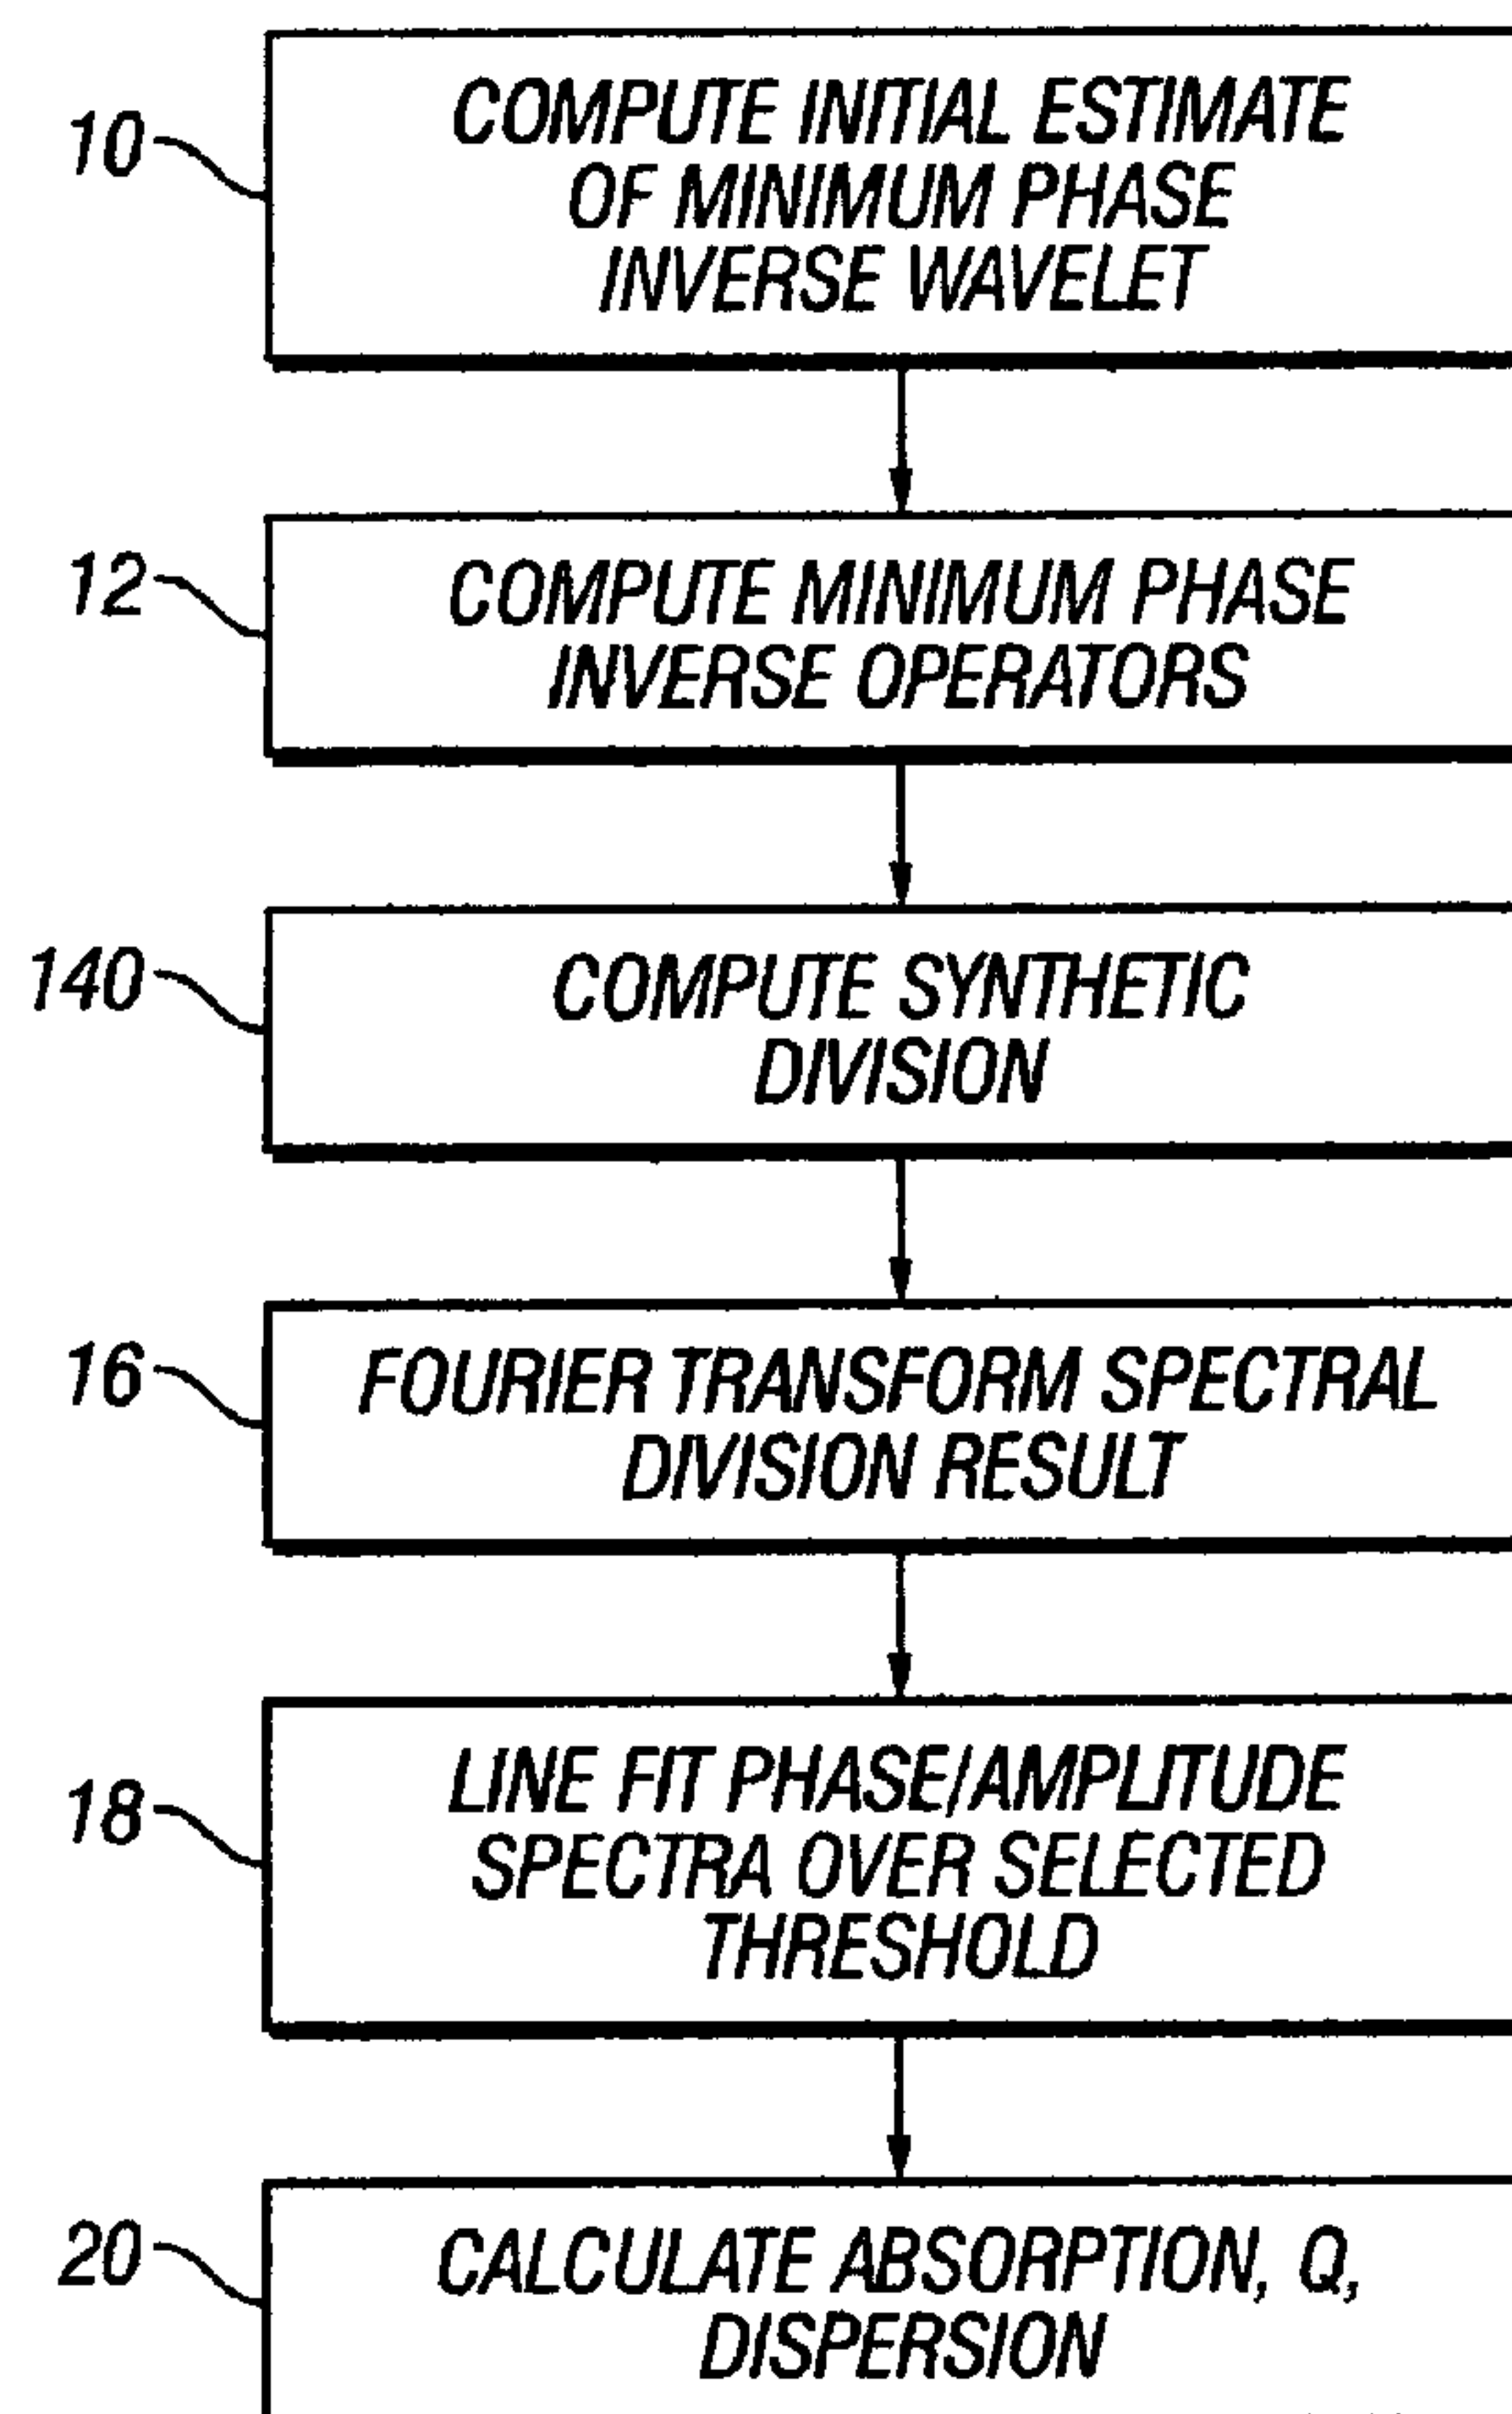 10
COMPUTE INITIAL ESTIMATE
OF MINIMUM PHASE
INVERSE WAVELET
12
COMPUTE MINIMUM PHASE
INVERSE OPERATORS
140
COMPUTE SYNTHETIC
DIVISION
16
FOURIER TRANSFORM SPECTRAL
DIVISION RESULT
18
LINE FIT PHASE/AMPLITUDE
SPECTRA OVER SELECTED
THRESHOLD
20
CALCULATE ABSORPTION, Q,
DISPERSION